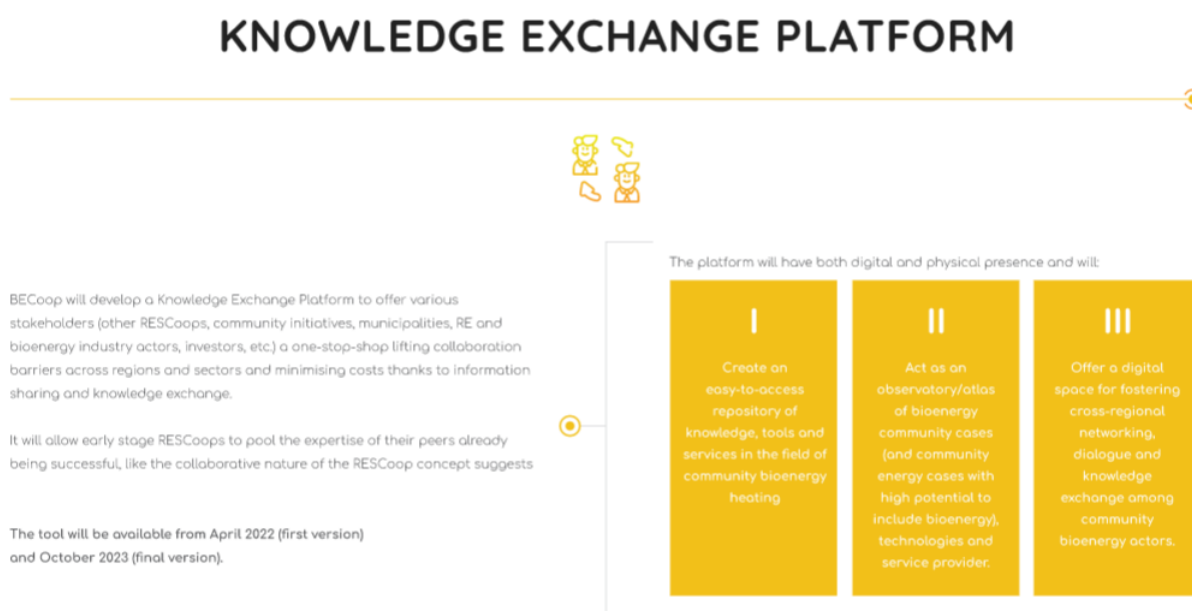 KNOWLEDGE EXCHANGE PLATFORM
BECoop will develop a Knowledge Exchange Platform to offer various
stakeholders (other RESCoops, community initiatives, municipalities, RE and
bioenergy industry actors, investors, etc.) a one-stop-shop lifting collaboration
barriers across regions and sectors and minimising costs thanks to information
sharing and knowledge exchange.
It will allow early stage RESCoops to pool the expertise of their peers already
being successful, like the collaborative nature of the RESCoop concept suggests
The tool will be available from April 2022 (first version)
and October 2023 (final version).
The platform will have both digital and physical presence and will:
I
Create an
easy-to-access
repository of
knowledge, tools and
services in the field of
community bioenergy
heating
II
Act as an
observatory/atlas
of bioenergy
community cases
(and community
energy cases with
high potential to
include bioenergy),
technologies and
service provider.
III
Offer a digital
space for fostering
cross-regional
networking,
dialogue and
knowledge
exchange among
community
bioenergy actors.